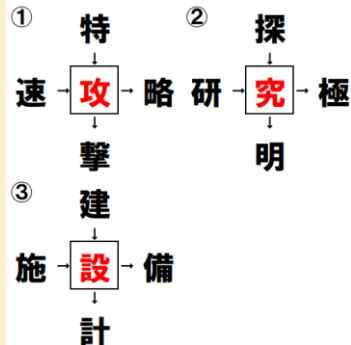 ① 特
速→攻→略
↓
撃
② 探
研→究→極
↓
明
③ 建
施→設→備
↓
計